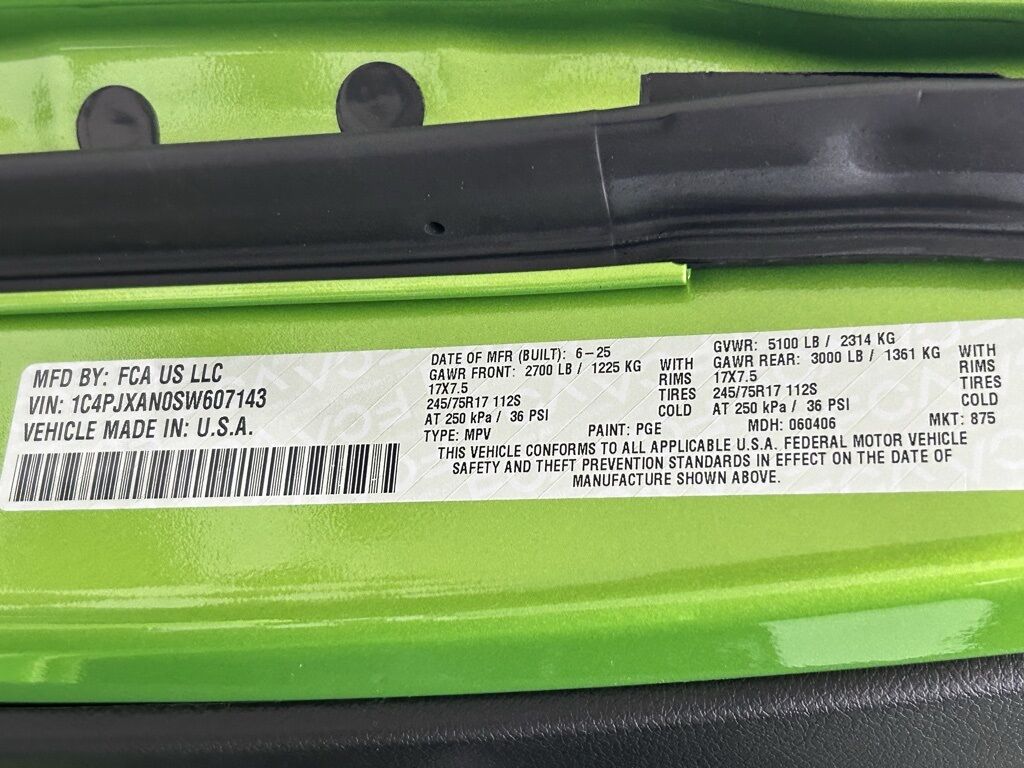 MFD BY: FCA US LLC
VIN: 1C4PJXAN0SW607143
VEHICLE MADE IN: U.S.A.
DATE OF MFR (BUILT): 6-25
GAWR FRONT: 2700 LB / 1225 KG WITH
17X7.5 RIMS
245/75R17 112S TIRES
AT 250 kPa / 36 PSI COLD
GVWR: 5100 LB / 2314 KG
GAWR REAR: 3000 LB / 1361 KG WITH
17X7.5 RIMS
245/75R17 112S TIRES
AT 250 kPa / 36 PSI COLD
TYPE: MPV PAINT: PGE MDH: 060406 MKT: 875
THIS VEHICLE CONFORMS TO ALL APPLICABLE U.S.A. FEDERAL MOTOR VEHICLE
SAFETY AND THEFT PREVENTION STANDARDS IN EFFECT ON THE DATE OF
MANUFACTURE SHOWN ABOVE.